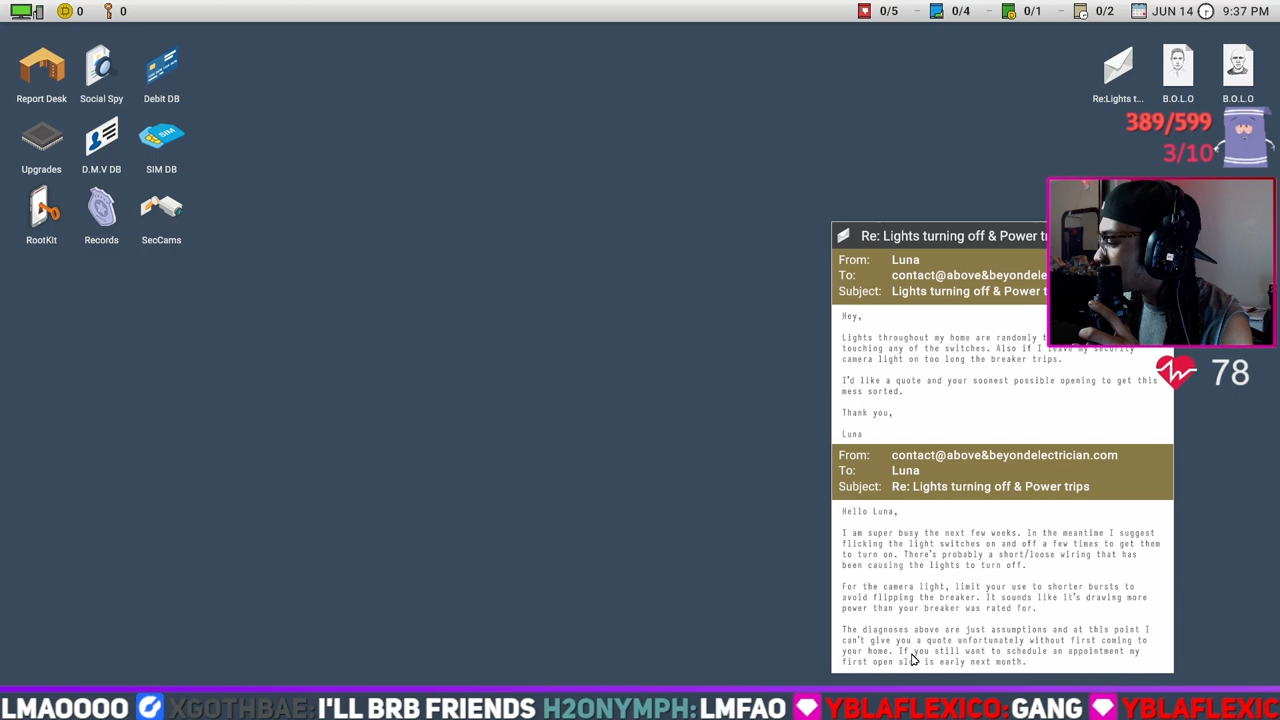 0
0
0/5
0/4
0/1
0/2
JUN 14
9:37 PM
Report Desk
Social Spy
Debit DB
Re:Lights t...
B.O.L.O
B.O.L.O
389/599
3/10
Upgrades
D.M.V DB
SIM DB
RootKit
Records
SecCams
Re: Lights turning off & Power
From: Luna
To: contact@above&beyondele
Subject: Lights turning off & Power
Hey,
Lights throughout my home are randomly
touching any of the switches. Also if I leave my security
camera light on too long the breaker trips.
I'd like a quote and your soonest possible opening to get this
mess sorted.
Thank you,
Luna
78
From: contact@above&beyondelectrician.com
To: Luna
Subject: Re: Lights turning off & Power trips
Hello Luna,
I am super busy the next few weeks. In the meantime I suggest
flicking the light switches on and off a few times to get them
to turn on. There's probably a short/loose wiring that has
been causing the lights to turn off.
For the camera light, limit your use to shorter bursts to
avoid flipping the breaker. It sounds like it's drawing more
power than your breaker was rated for.
The diagnoses above are just assumptions and at this point I
can't give you a quote unfortunately without first coming to
your home. If you still want to schedule an appointment my
first open slot is early next month.
LMAOOOO XGOTHBAE: I'LL BRB FRIENDS H2ONYMPH: LMFAO YBLAFLEXICO: GANG YBLAFLEXIC